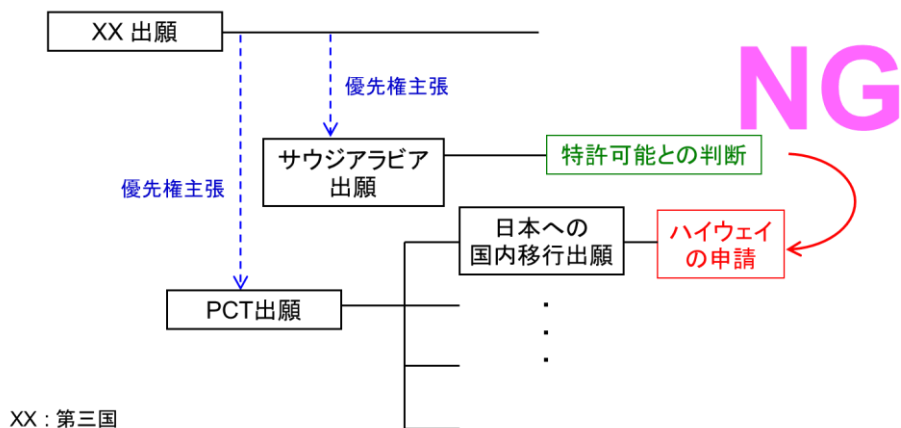 XX 出願
NG
優先権主張
サウジアラビア
出願
特許可能との判断
優先権主張
日本への
国内移行出願
ハイウェイ
の申請
PCT出願
XX : 第三国